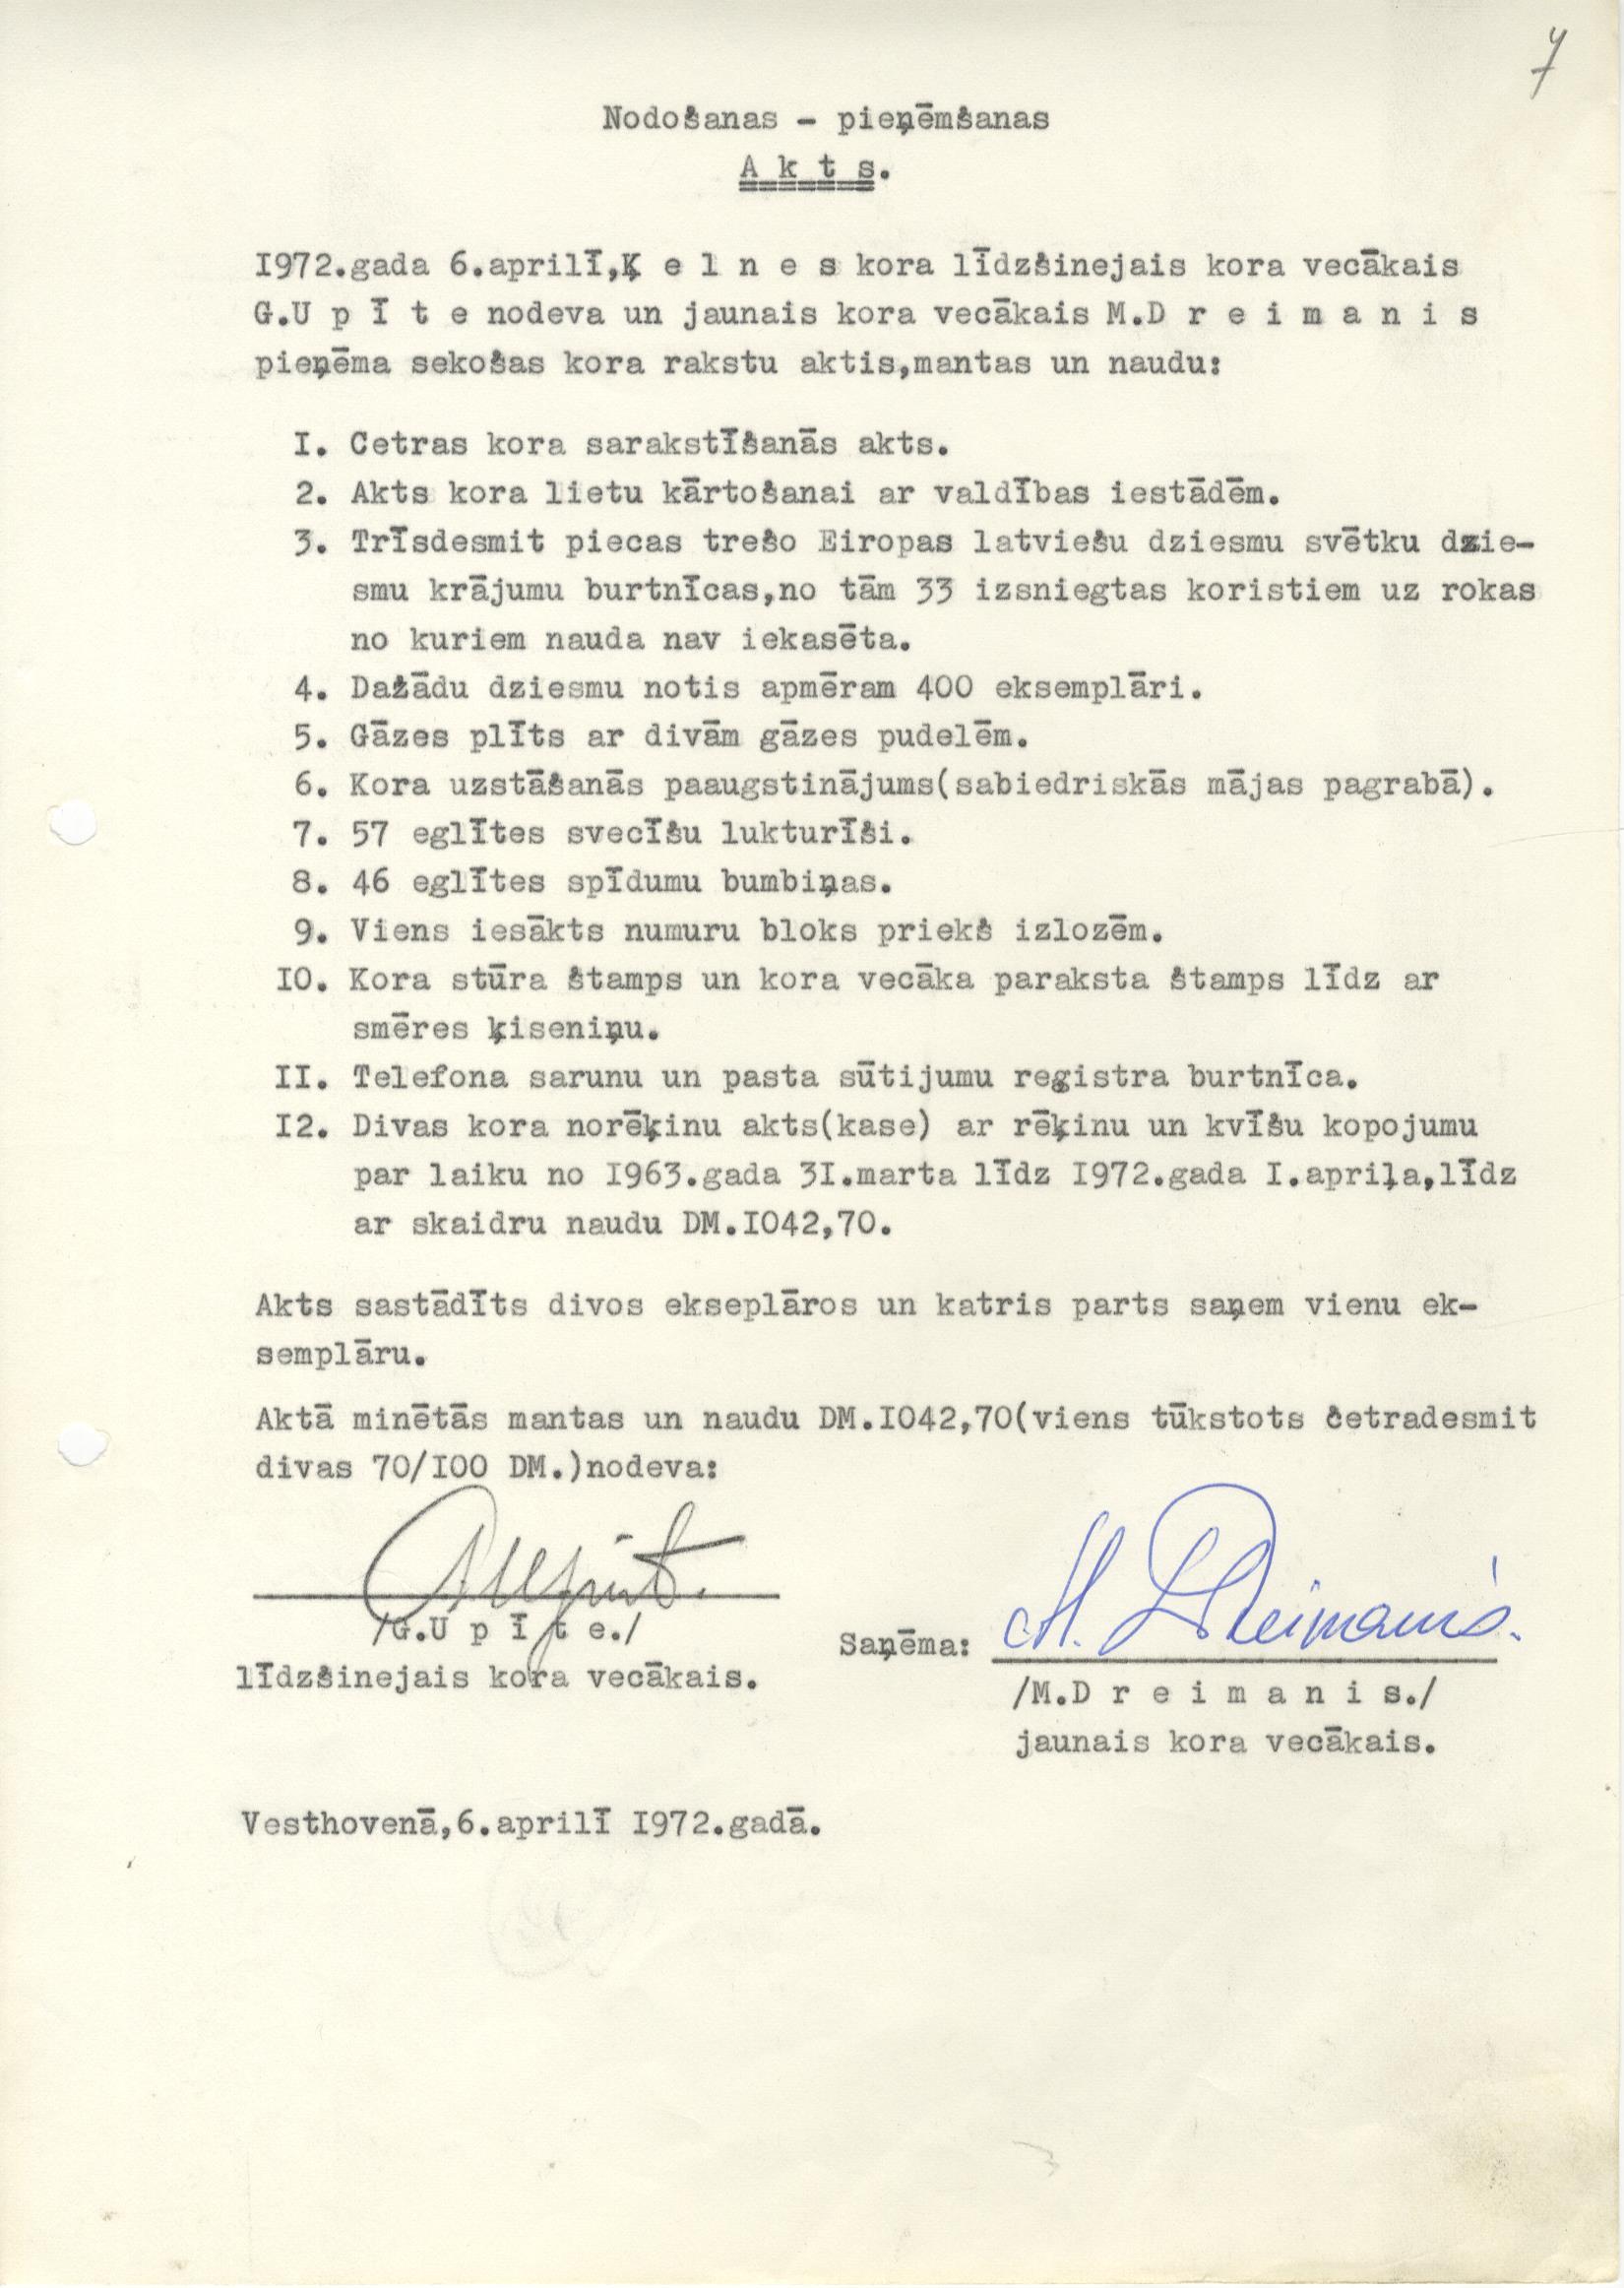 7
Nodošanas - pieņēmšanas
A k t s.
I972.gada 6.aprilī,Ķ e l n e s kora līdzšinejais kora vecākais
G.U p ī t e nodeva un jaunais kora vecākais M.D r e i m a n i s
pieņēma sekošas kora rakstu aktis,mantas un naudu:
I. Cetras kora sarakstīšanās akts.
2. Akts kora lietu kārtošanai ar valdības iestādēm.
3. Trīsdesmit piecas trešo Eiropas latviešu dziesmu svētku dzie-
smu krājumu burtnīcas,no tām 33 izsniegtas koristiem uz rokas
no kuriem nauda nav iekasēta.
4. Dažādu dziesmu notis apmēram 400 eksemplāri.
5. Gāzes plīts ar divām gāzes pudelēm.
6. Kora uzstāšanās paaugstinājums(sabiedriskās mājas pagrabā).
7. 57 eglītes svecīšu lukturīši.
8. 46 eglītes spīdumu bumbiņas.
9. Viens iesākts numuru bloks priekš izlozēm.
IO. Kora stūra štamps un kora vecāka paraksta štamps līdz ar
smēres ķiseniņu.
II. Telefona sarunu un pasta sūtijumu registra burtnīca.
I2. Divas kora norēķinu akts(kase) ar rēķinu un kvīšu kopojumu
par laiku no I963.gada 3I.marta līdz I972.gada I.apriļa,līdz
ar skaidru naudu DM.IO42,70.
Akts sastādīts divos ekseplāros un katris parts saņem vienu ek-
semplāru.
Aktā minētās mantas un naudu DM.IO42,70(viens tūkstots četradesmit
divas 70/IOO DM.)nodeva:
/G.U p ī t e./
līdzšinejais kora vecākais.
Saņēma: M. Dreimanis.
/M.D r e i m a n i s./
jaunais kora vecākais.
Vesthovenā,6.aprilī I972.gadā.